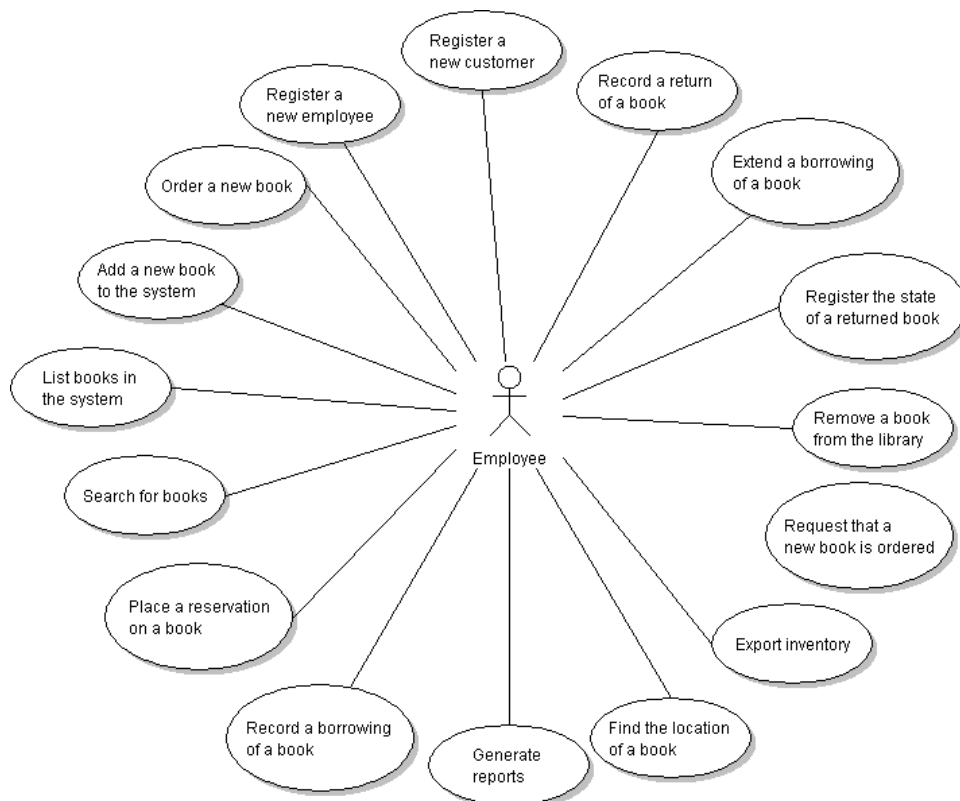 Register a
new customer
Record a return
of a book
Register a
new employee
Extend a borrowing
of a book
Order a new book
Add a new book
to the system
Register the state
of a returned book
List books in
the system
Remove a book
from the library
Employee
Search for books
Request that a
new book is ordered
Place a reservation
on a book
Export inventory
Record a borrowing
of a book
Find the location
of a book
Generate
reports